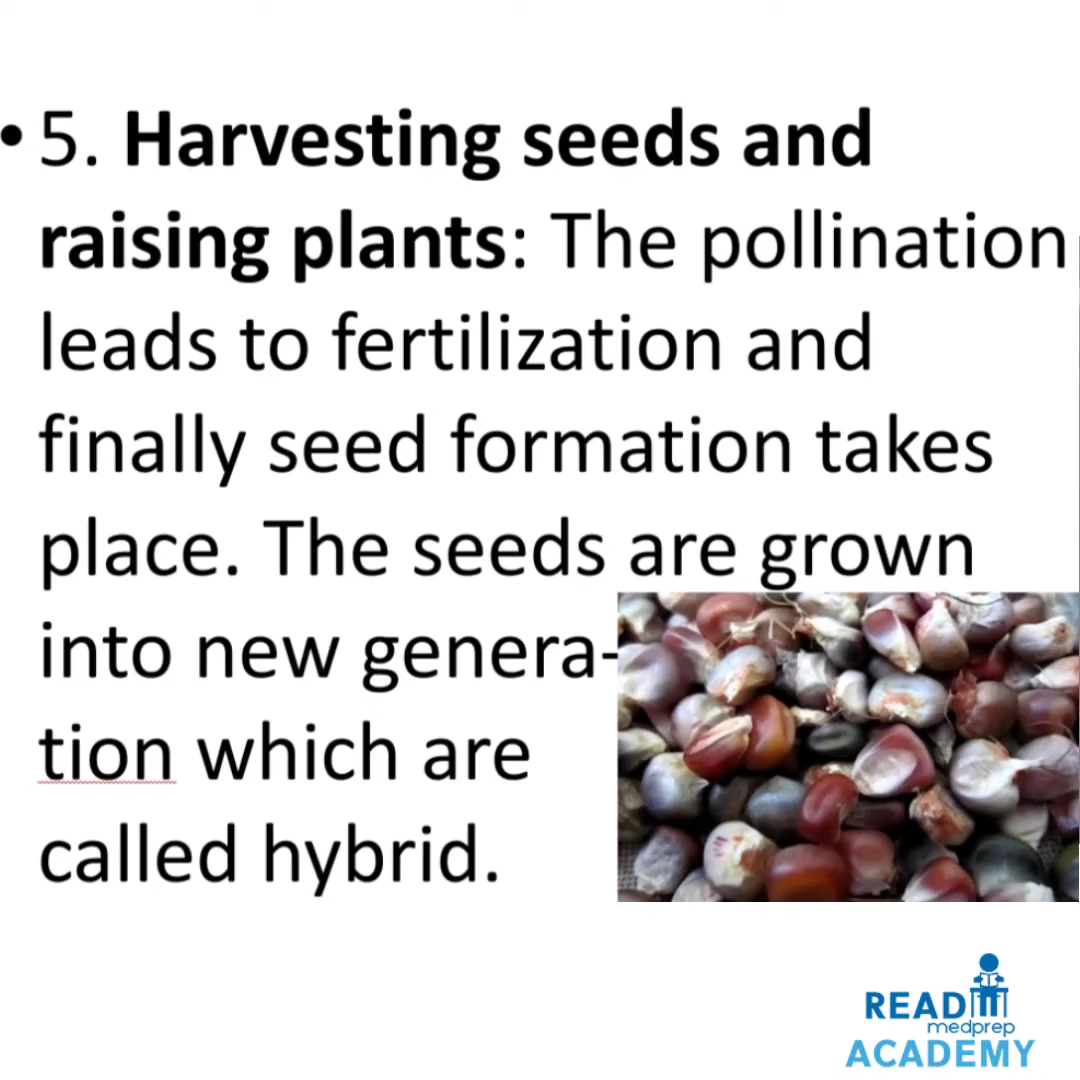 • 5. Harvesting seeds and
raising plants: The pollination
leads to fertilization and
finally seed formation takes
place. The seeds are grown
into new genera-
tion which are
called hybrid.
READ
medprep
ACADEMY